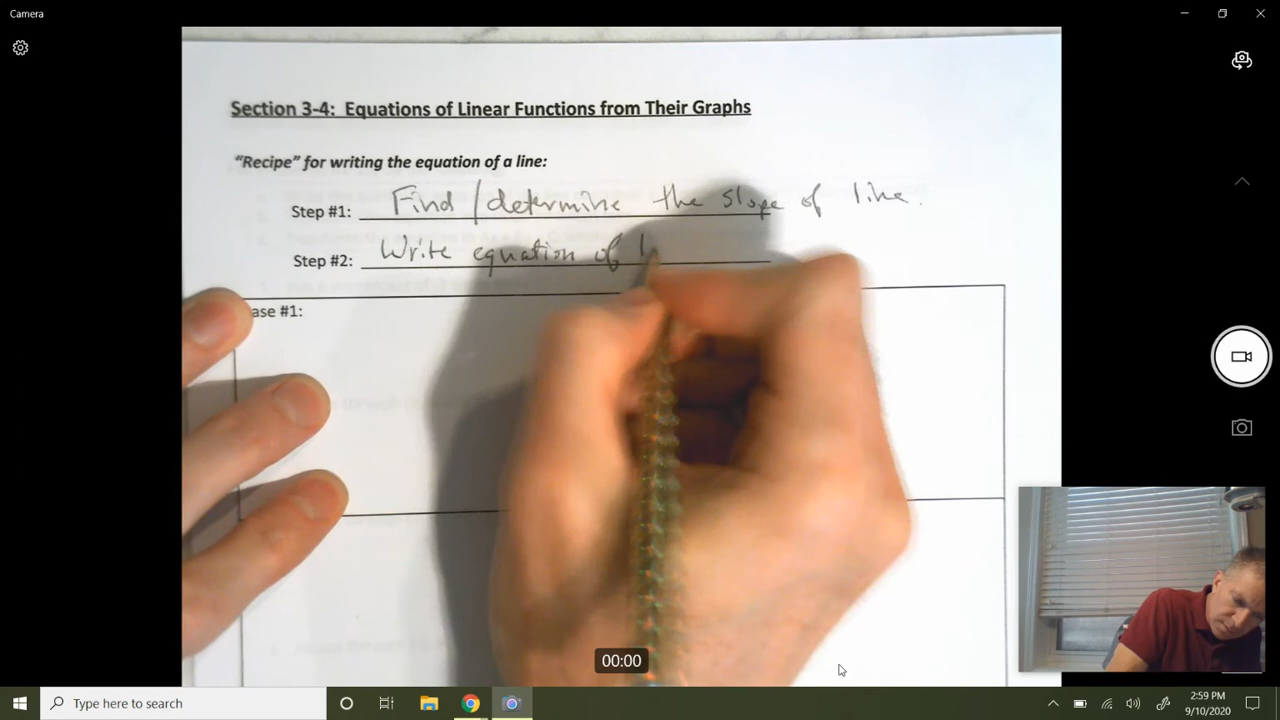 Camera
Section 3-4: Equations of Linear Functions from Their Graphs
"Recipe" for writing the equation of a line:
Step #1: Find / determine the slope of line.
Step #2: Write equation of
ase #1:
00:00
Type here to search
2:59 PM
9/10/2020